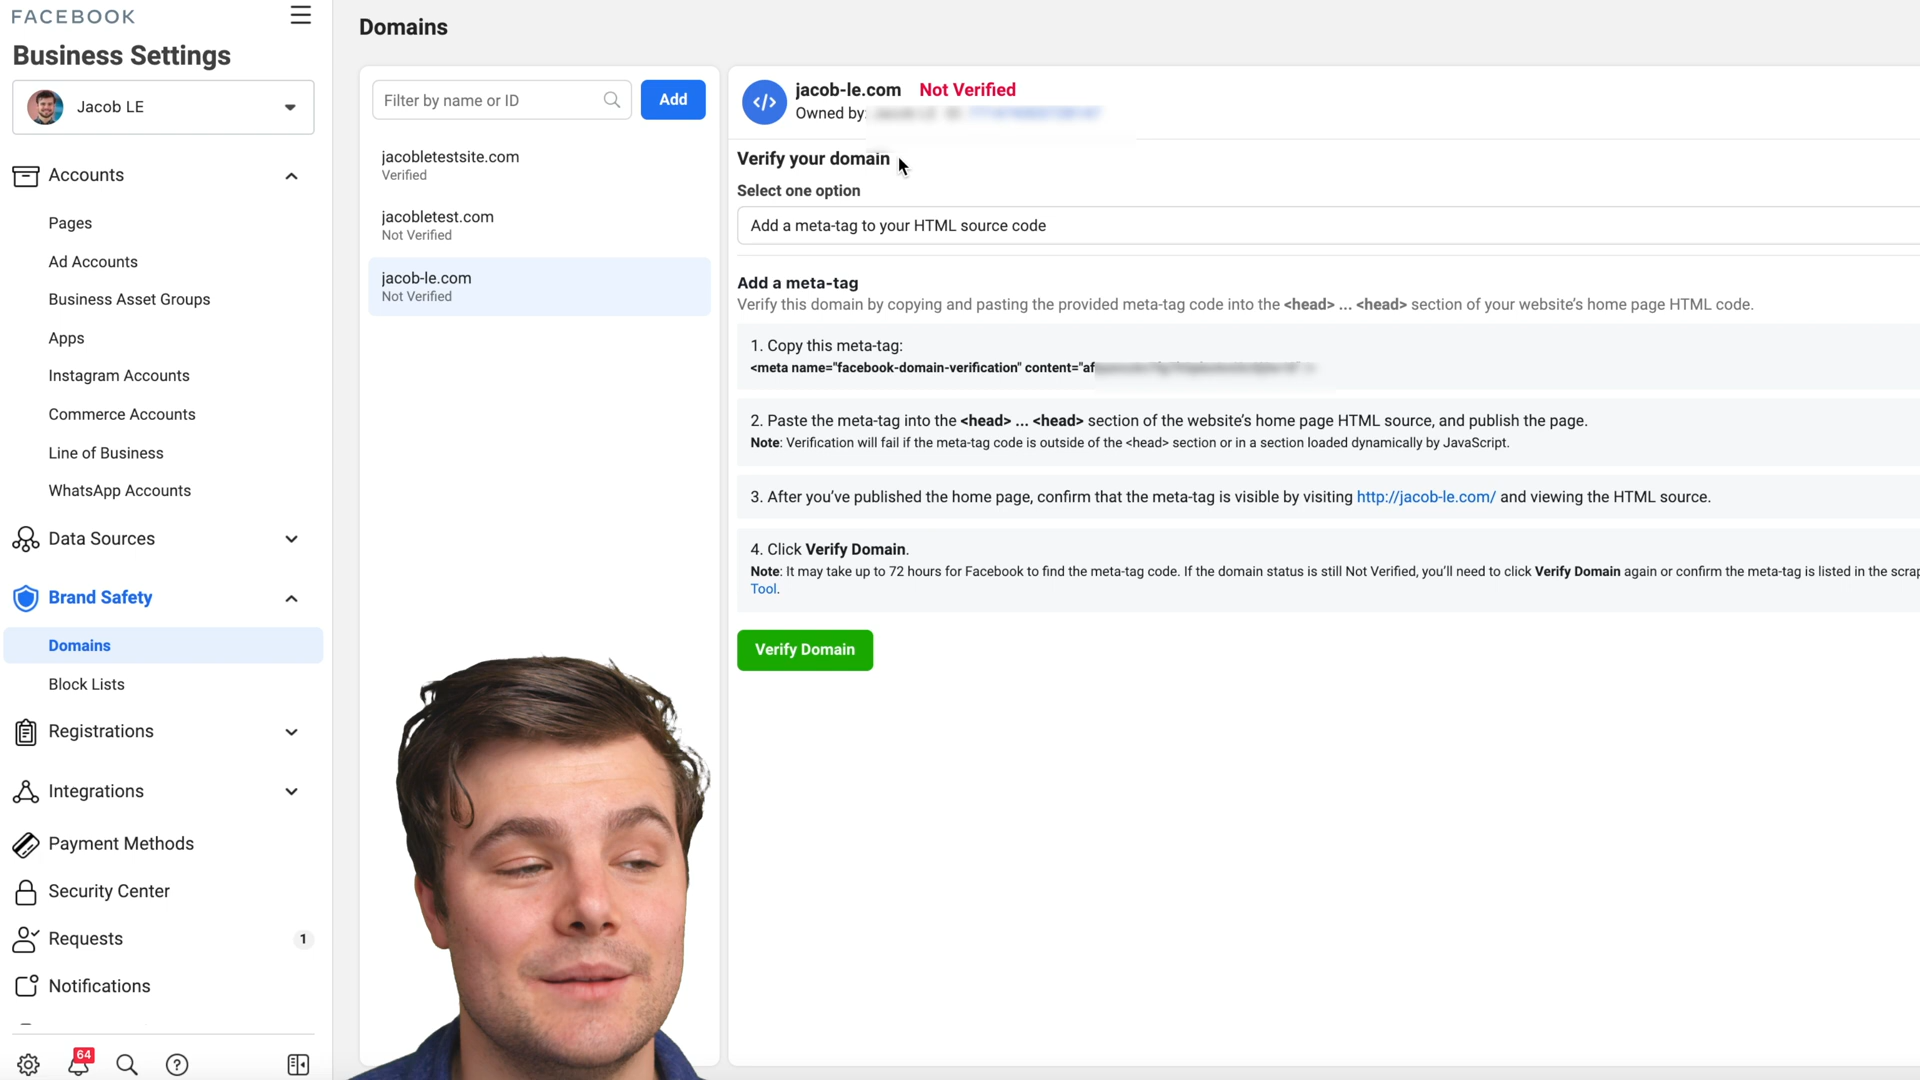 FACEBOOK
Business Settings
Jacob LE
Accounts
Pages
Ad Accounts
Business Asset Groups
Apps
Instagram Accounts
Commerce Accounts
Line of Business
WhatsApp Accounts
Data Sources
Brand Safety
Domains
Block Lists
Registrations
Integrations
Payment Methods
Security Center
Requests 1
Notifications
64
Domains
Filter by name or ID
Add
jacobletestsite.com
Verified
jacobletest.com
Not Verified
jacob-le.com
Not Verified
jacob-le.com Not Verified
Owned by:
Verify your domain
Select one option
Add a meta-tag to your HTML source code
Add a meta-tag
Verify this domain by copying and pasting the provided meta-tag code into the <head> ... <head> section of your website's home page HTML code.
1. Copy this meta-tag:
<meta name="facebook-domain-verification" content="af
2. Paste the meta-tag into the <head> ... <head> section of the website's home page HTML source, and publish the page.
Note: Verification will fail if the meta-tag code is outside of the <head> section or in a section loaded dynamically by JavaScript.
3. After you've published the home page, confirm that the meta-tag is visible by visiting http://jacob-le.com/ and viewing the HTML source.
4. Click Verify Domain.
Note: It may take up to 72 hours for Facebook to find the meta-tag code. If the domain status is still Not Verified, you'll need to click Verify Domain again or confirm the meta-tag is listed in the scrap
Tool.
Verify Domain